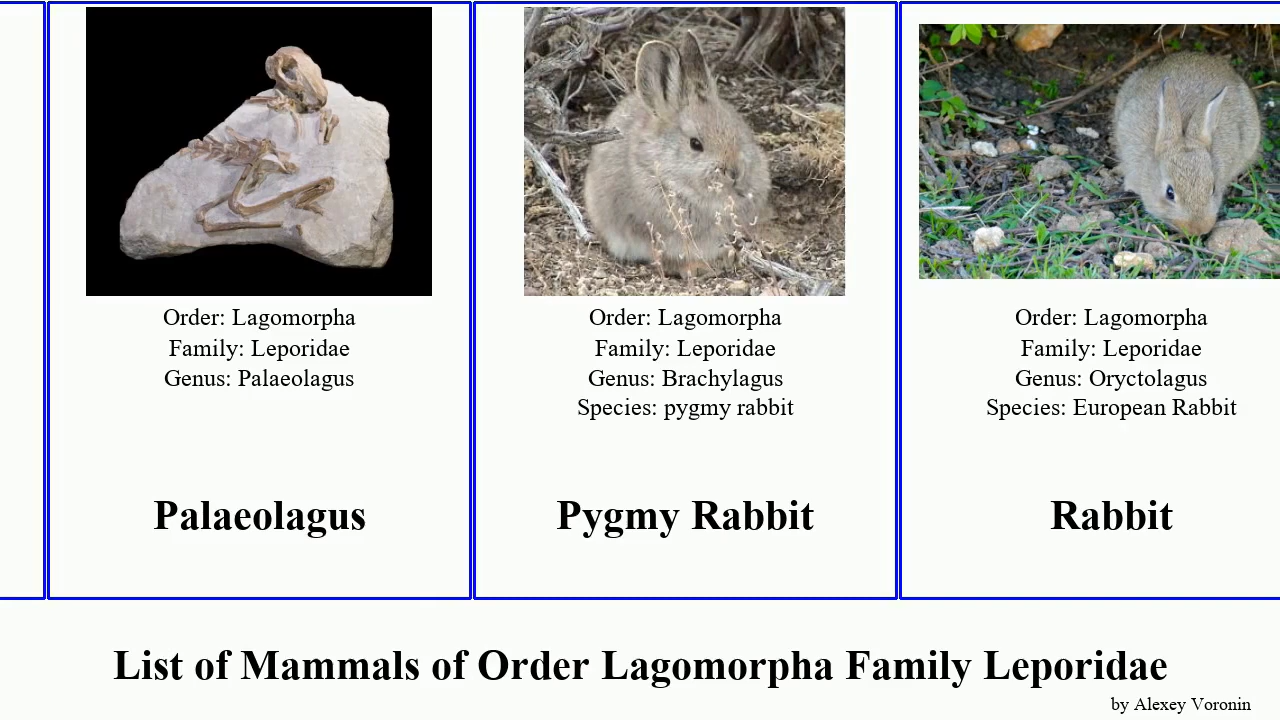 Order: Lagomorpha
Family: Leporidae
Genus: Palaeolagus
Palaeolagus
Order: Lagomorpha
Family: Leporidae
Genus: Brachylagus
Species: pygmy rabbit
Pygmy Rabbit
Order: Lagomorpha
Family: Leporidae
Genus: Oryctolagus
Species: European Rabbit
Rabbit
List of Mammals of Order Lagomorpha Family Leporidae
by Alexey Voronin